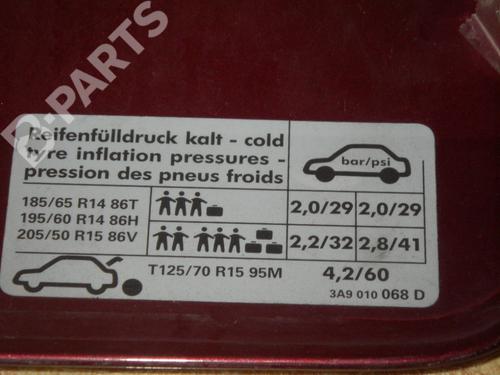 B-PARTS
Reifenfülldruck kalt - cold
tyre inflation pressures -
pression des pneus froids
bar/psi
185/65 R14 86T
195/60 R14 86H
205/50 R15 86V
2,0/29 2,0/29
2,2/32 2,8/41
T125/70 R15 95M 4,2/60
3A9 010 068 D